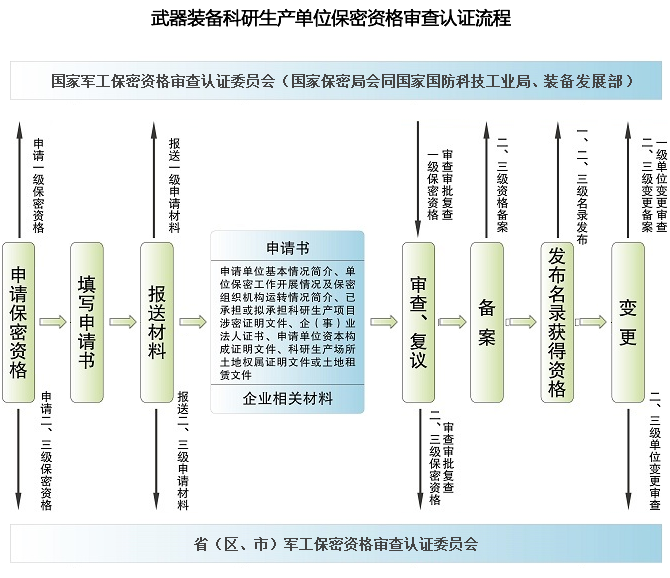 武器装备科研生产单位保密资格审查认证流程
国家军工保密资格审查认证委员会（国家保密局会同国家国防科技工业局、装备发展部）
申请一级保密资格
报送一级申请材料
审查审批复查
一级保密资格
二、三级资格备案
一、二、三级名录发布
一级单位变更审查
二、三级变更备案
申请保密资格
填写申请书
报送材料
申请书
申请单位基本情况简介、单
位保密工作开展情况及保密
组织机构运转情况简介、已
承担或拟承担科研生产项目
涉密证明文件、企（事）业
法人证书、申请单位资本构
成证明文件、科研生产场所
土地权属证明文件或土地租
赁文件
企业相关材料
审查、复议
备案
发布名录获得资格
变更
申请二、三级保密资格
报送二、三级申请材料
审查审批复查
二、三级保密资格
二、三级单位变更审查
省（区、市）军工保密资格审查认证委员会